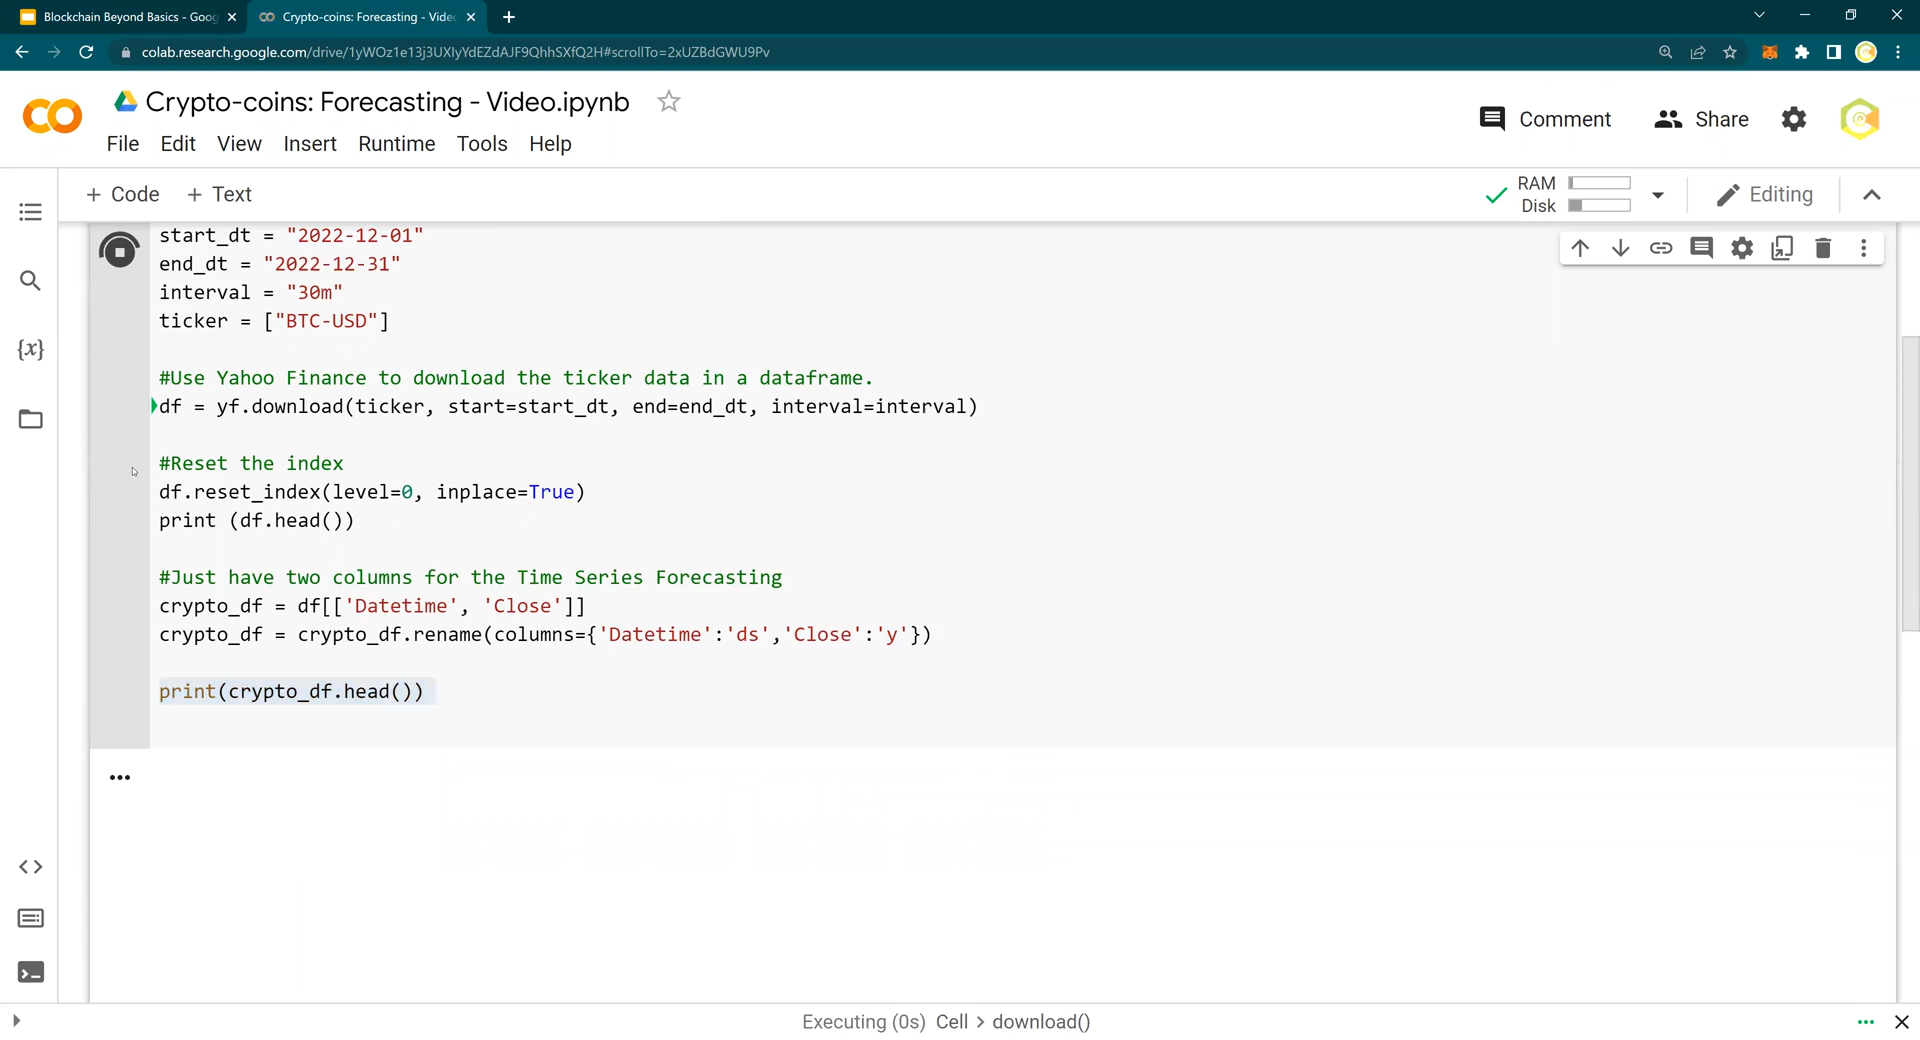 Blockchain Beyond Basics - Goog
Crypto-coins: Forecasting - Vide
colab.research.google.com/drive/1yWOz1e13j3UXIyYdEZdAJF9QhhSXfQ2H#scrollTo=2xUZBdGWU9Pv
Crypto-coins: Forecasting - Video.ipynb
Comment
Share
File Edit View Insert Runtime Tools Help
+ Code + Text
RAM
Disk
Editing
start_dt = "2022-12-01"
end_dt = "2022-12-31"
interval = "30m"
ticker = ["BTC-USD"]
#Use Yahoo Finance to download the ticker data in a dataframe.
df = yf.download(ticker, start=start_dt, end=end_dt, interval=interval)
#Reset the index
df.reset_index(level=0, inplace=True)
print (df.head())
#Just have two columns for the Time Series Forecasting
crypto_df = df[['Datetime', 'Close']]
crypto_df = crypto_df.rename(columns={'Datetime':'ds','Close':'y'})
print(crypto_df.head())
Executing (0s) Cell > download()